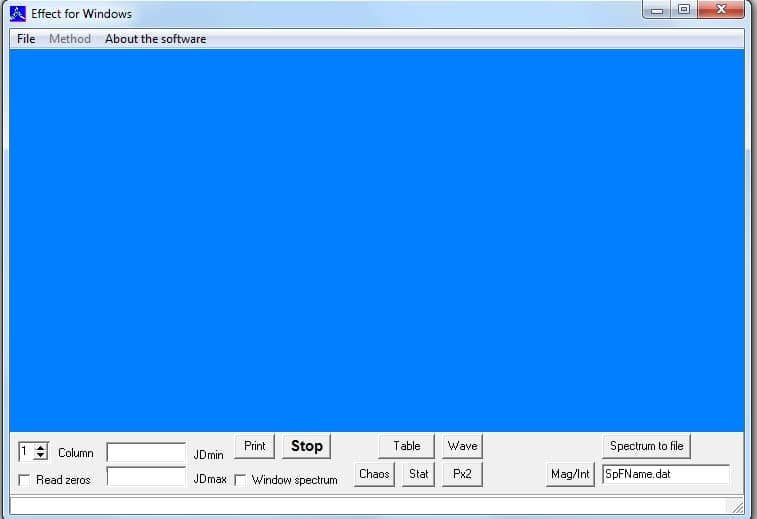 Effect for Windows
File Method About the software
1 Column JDmin Print Stop Table Wave Spectrum to file
Read zeros JDmax Window spectrum Chaos Stat Px2 Mag/Int SpFName.dat